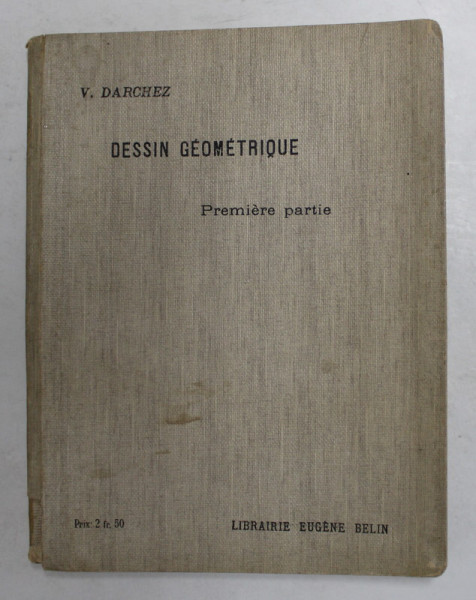 V. DARCHEZ
DESSIN GÉOMÉTRIQUE
Première partie
Prix: 2 fr. 50
LIBRAIRIE EUGÈNE BELIN